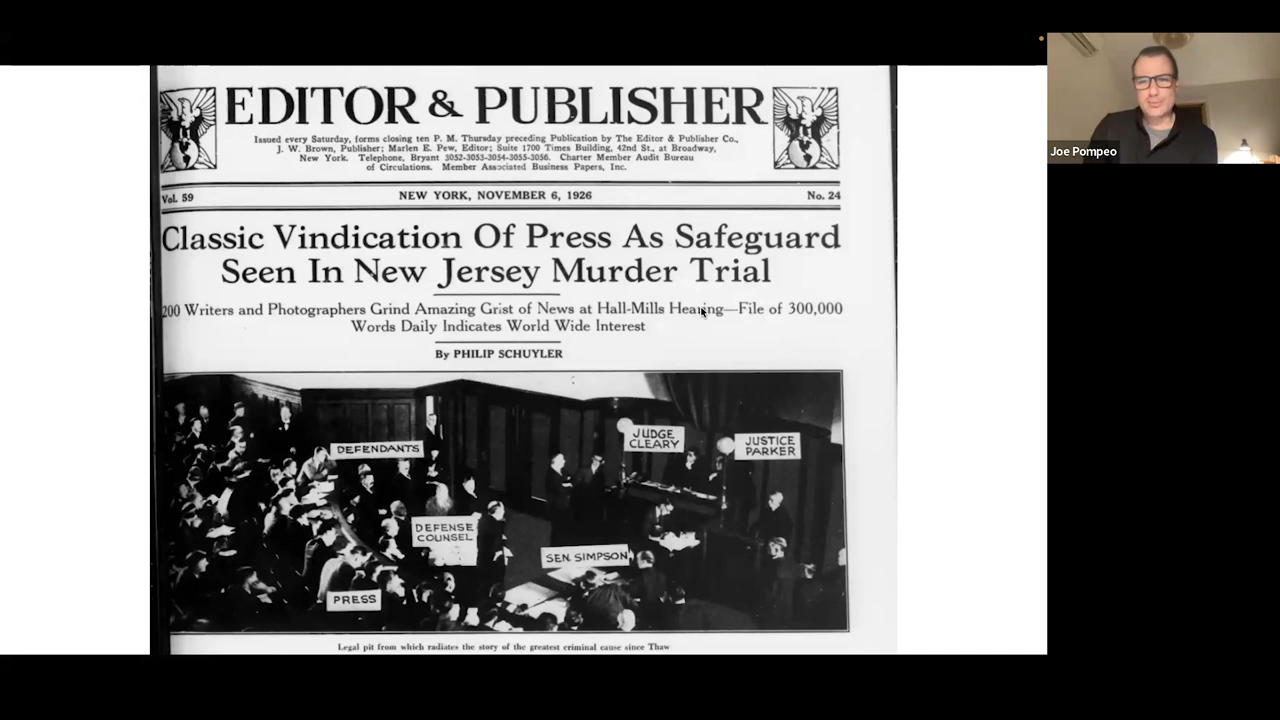 EDITOR & PUBLISHER
Issued every Saturday, forms closing ten P. M. Thursday preceding Publication by The Editor & Publisher Co.,
J. W. Brown, Publisher; Marlen E. Pew, Editor; Suite 1700 Times Building, 42nd St., at Broadway,
New York. Telephone, Bryant 3052-3053-3054-3055-3056. Charter Member Audit Bureau
of Circulations. Member Associated Business Papers, Inc.
Vol. 59 NEW YORK, NOVEMBER 6, 1926 No. 24
Classic Vindication Of Press As Safeguard
Seen In New Jersey Murder Trial
200 Writers and Photographers Grind Amazing Grist of News at Hall-Mills Hearing—File of 300,000
Words Daily Indicates World Wide Interest
By PHILIP SCHUYLER
DEFENDANTS
JUDGE
CLEARY
JUSTICE
PARKER
DEFENSE
COUNSEL
SEN. SIMPSON
PRESS
Legal pit from which radiates the story of the greatest criminal cause since Thaw
Joe Pompeo